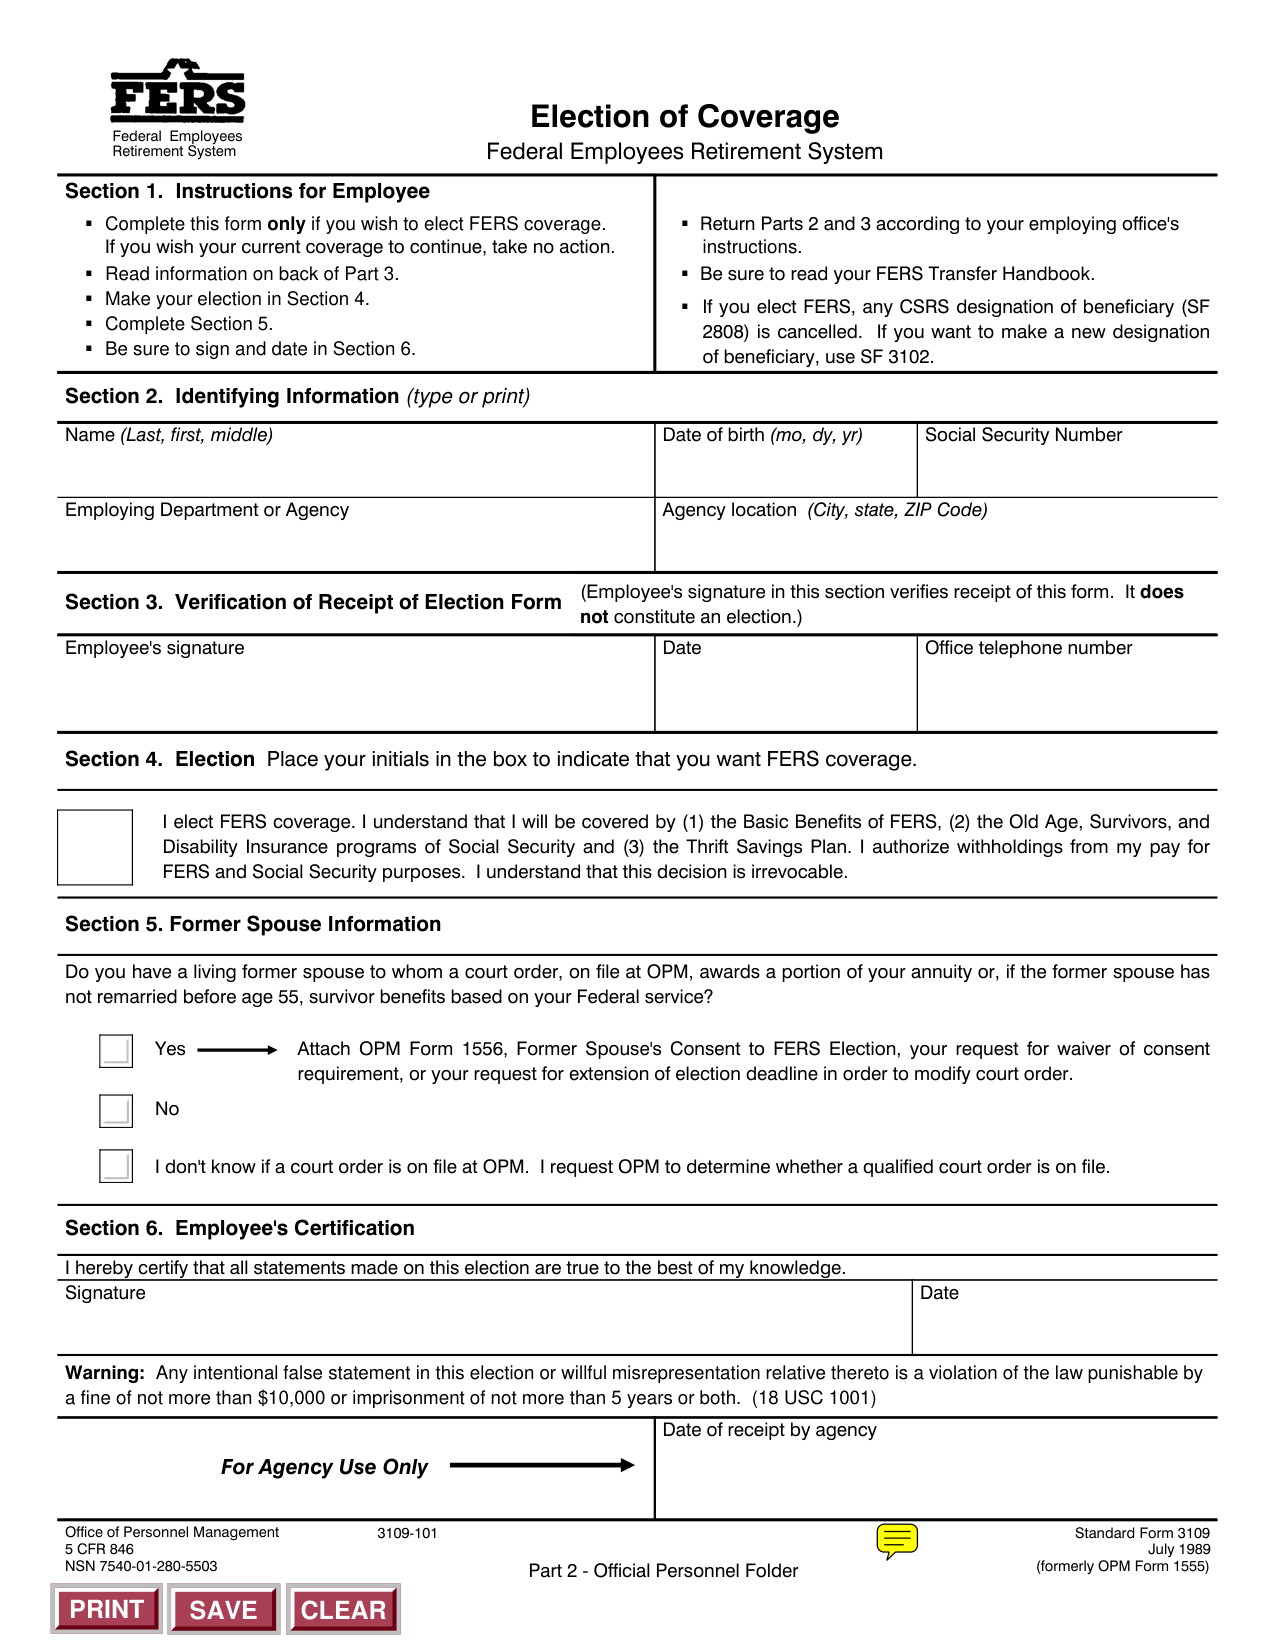 FERS
Federal Employees
Retirement System
Election of Coverage
Federal Employees Retirement System
Section 1. Instructions for Employee
▪ Complete this form only if you wish to elect FERS coverage.
If you wish your current coverage to continue, take no action.
▪ Read information on back of Part 3.
▪ Make your election in Section 4.
▪ Complete Section 5.
▪ Be sure to sign and date in Section 6.
▪ Return Parts 2 and 3 according to your employing office's
instructions.
▪ Be sure to read your FERS Transfer Handbook.
▪ If you elect FERS, any CSRS designation of beneficiary (SF
2808) is cancelled. If you want to make a new designation
of beneficiary, use SF 3102.
Section 2. Identifying Information (type or print)
Name (Last, first, middle)
Date of birth (mo, dy, yr)
Social Security Number
Employing Department or Agency
Agency location (City, state, ZIP Code)
Section 3. Verification of Receipt of Election Form
(Employee's signature in this section verifies receipt of this form. It does
not constitute an election.)
Employee's signature
Date
Office telephone number
Section 4. Election Place your initials in the box to indicate that you want FERS coverage.
I elect FERS coverage. I understand that I will be covered by (1) the Basic Benefits of FERS, (2) the Old Age, Survivors, and
Disability Insurance programs of Social Security and (3) the Thrift Savings Plan. I authorize withholdings from my pay for
FERS and Social Security purposes. I understand that this decision is irrevocable.
Section 5. Former Spouse Information
Do you have a living former spouse to whom a court order, on file at OPM, awards a portion of your annuity or, if the former spouse has
not remarried before age 55, survivor benefits based on your Federal service?
Yes
Attach OPM Form 1556, Former Spouse's Consent to FERS Election, your request for waiver of consent
requirement, or your request for extension of election deadline in order to modify court order.
No
I don't know if a court order is on file at OPM. I request OPM to determine whether a qualified court order is on file.
Section 6. Employee's Certification
I hereby certify that all statements made on this election are true to the best of my knowledge.
Signature
Date
Warning: Any intentional false statement in this election or willful misrepresentation relative thereto is a violation of the law punishable by
a fine of not more than $10,000 or imprisonment of not more than 5 years or both. (18 USC 1001)
For Agency Use Only
Date of receipt by agency
Office of Personnel Management
5 CFR 846
NSN 7540-01-280-5503
3109-101
Part 2 - Official Personnel Folder
Standard Form 3109
July 1989
(formerly OPM Form 1555)
PRINT
SAVE
CLEAR